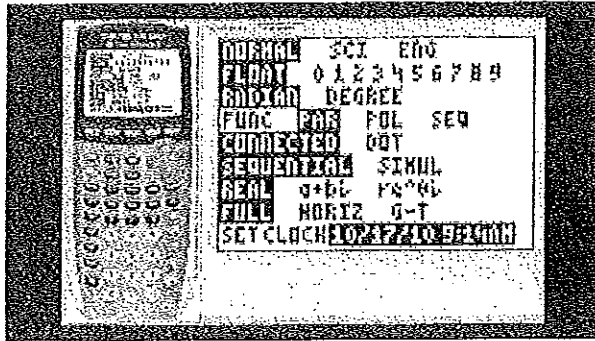 NORMAL SCI ENG
FLOAT 0 1 2 3 4 5 6 7 8 9
RADIAN DEGREE
FUNC PAR POL SEQ
CONNECTED DOT
SEQUENTIAL SIMUL
REAL a+bi re^θi
FULL HORIZ G-T
SET CLOCK